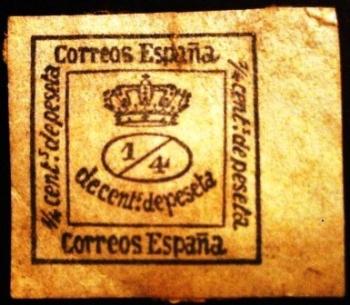 Correos España
¼ cent.ˢ de peseta
¼ cent.ˢ de peseta
1/4
de cent.ˢ de peseta
Correos España